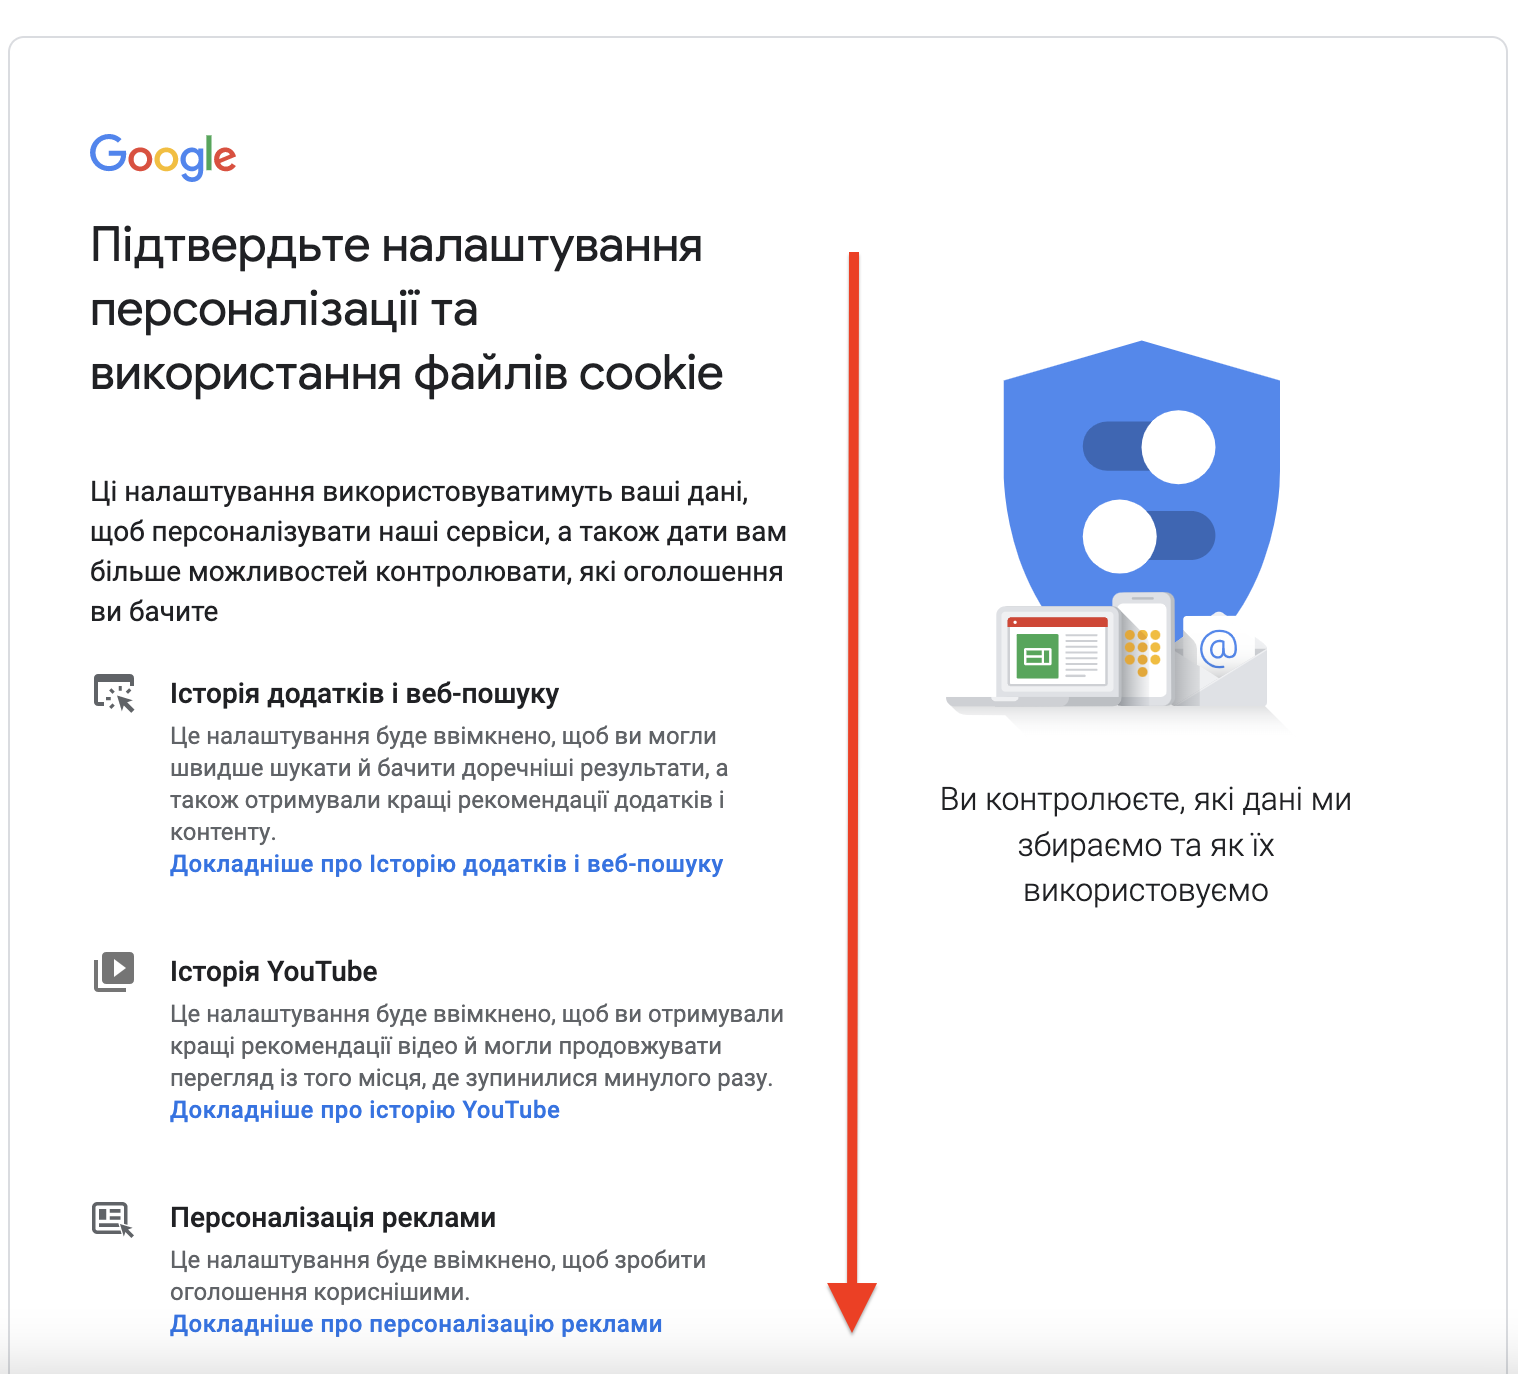 Google
Підтвердьте налаштування
персоналізації та
використання файлів cookie
Ці налаштування використовуватимуть ваші дані,
щоб персоналізувати наші сервіси, а також дати вам
більше можливостей контролювати, які оголошення
ви бачите
Історія додатків і веб-пошуку
Це налаштування буде ввімкнено, щоб ви могли
швидше шукати й бачити доречніші результати, а
також отримували кращі рекомендації додатків і
контенту.
Докладніше про Історію додатків і веб-пошуку
Історія YouTube
Це налаштування буде ввімкнено, щоб ви отримували
кращі рекомендації відео й могли продовжувати
перегляд із того місця, де зупинилися минулого разу.
Докладніше про історію YouTube
Персоналізація реклами
Це налаштування буде ввімкнено, щоб зробити
оголошення кориснішими.
Докладніше про персоналізацію реклами
@
Ви контролюєте, які дані ми
збираємо та як їх
використовуємо